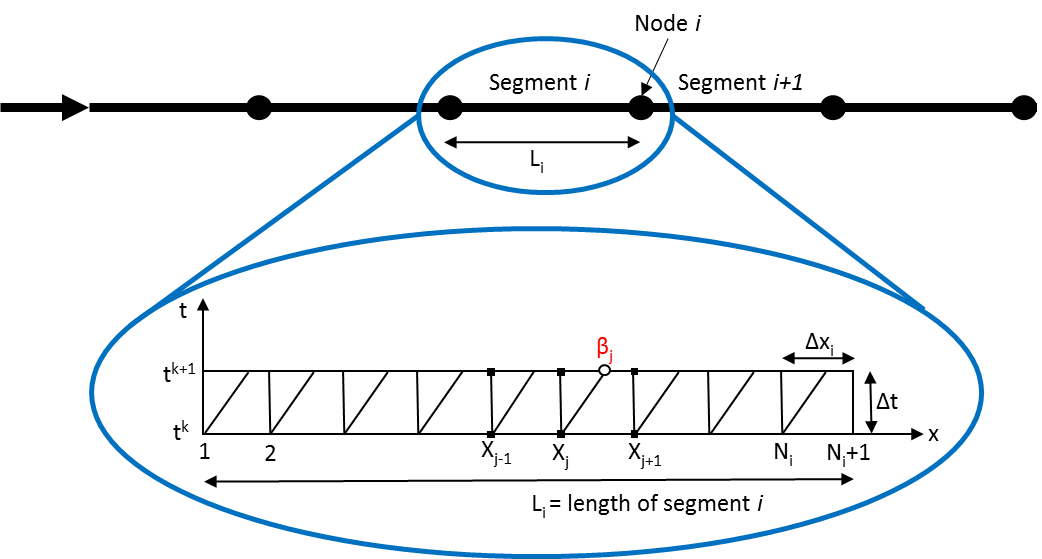 Node i
Segment i
Segment i+1
Lᵢ
t
βⱼ
Δxᵢ
tᵏ⁺¹
Δt
tᵏ
x
1
2
Xⱼ₋₁
Xⱼ
Xⱼ₊₁
Nᵢ
Nᵢ+1
Lᵢ = length of segment i